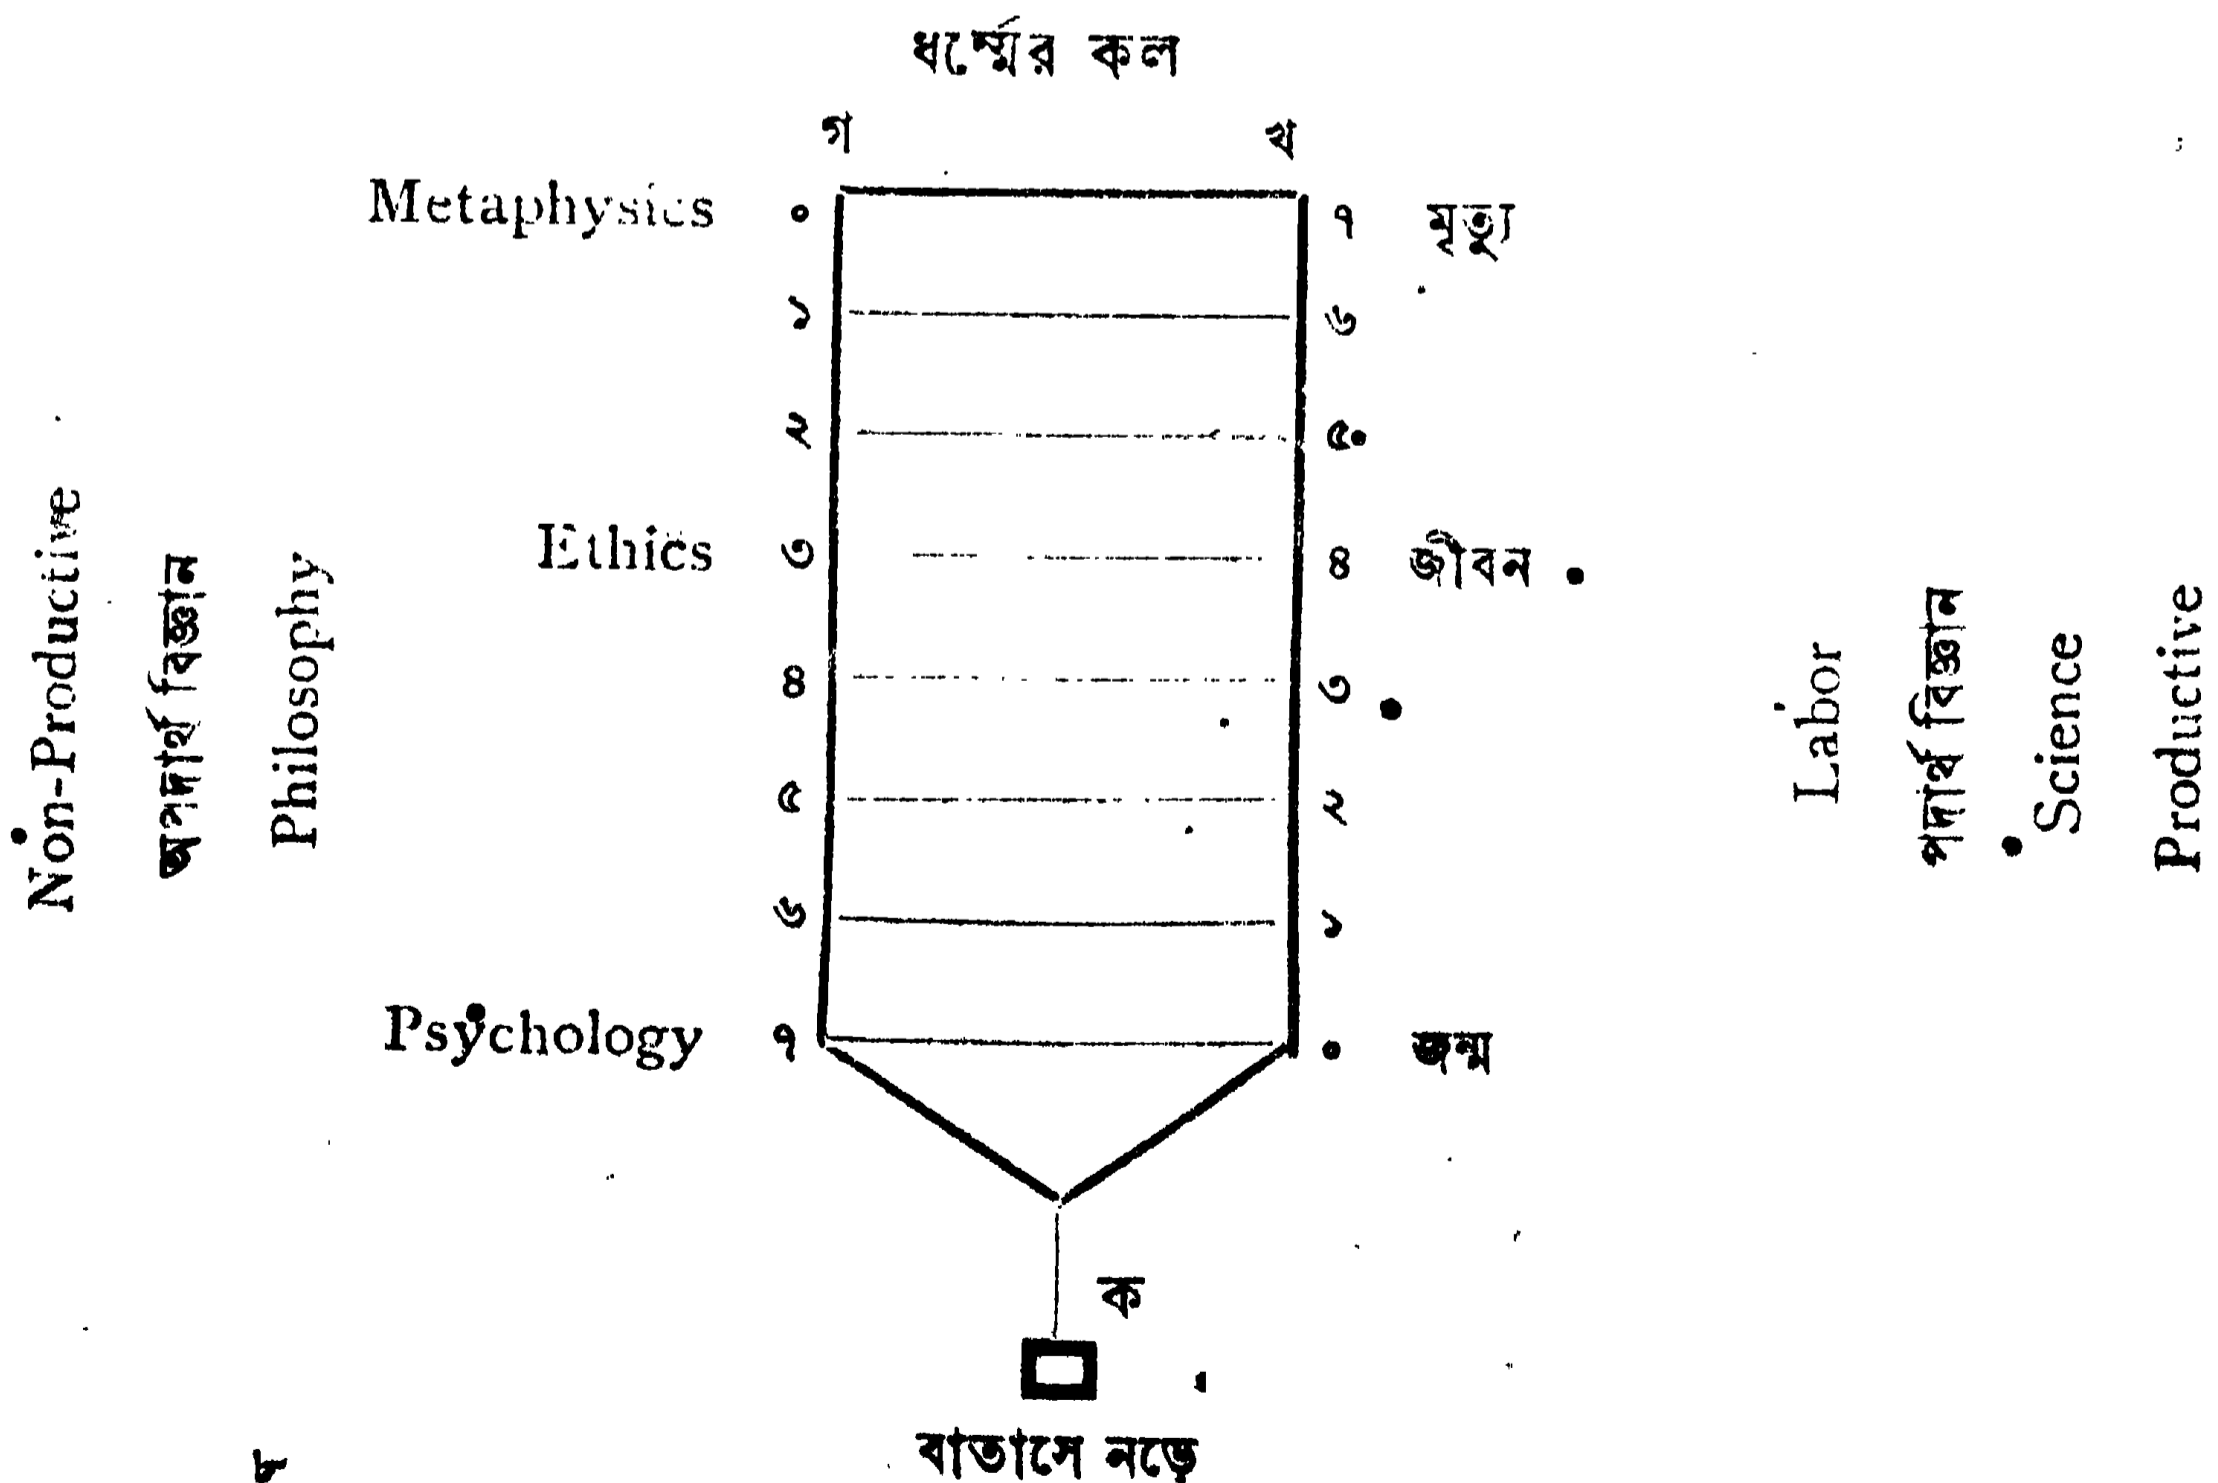 ধর্ম্মের কল
গ খ
Metaphysics ০ ৭ মৃত্যু
১ ৬
২ ৫
Ethics ৩ ৪ জীবন
৪ ৩
৫ ২
৬ ১
Psychology ৭ ০ জন্ম
Non-Productive
অপদার্থ বিজ্ঞান
Philosophy
Labor
পদার্থ বিজ্ঞান
Science
Productive
ক
বাতাসে নড়ে
৮